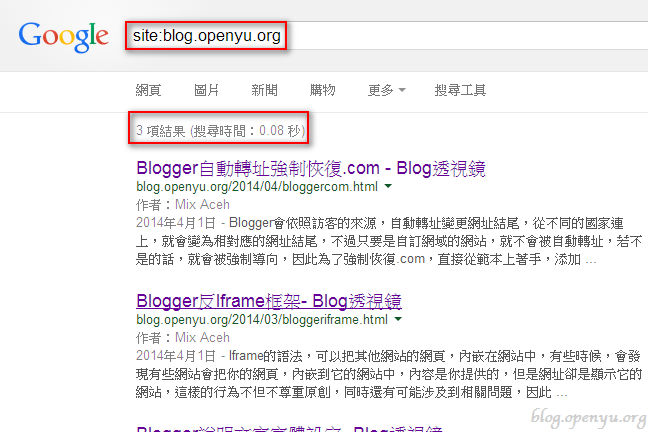 Google
site:blog.openyu.org
網頁 圖片 新聞 購物 更多 搜尋工具
3 項結果 (搜尋時間：0.08 秒)
Blogger自動轉址強制恢復.com - Blog透視鏡
blog.openyu.org/2014/04/bloggercom.html
作者：Mix Aceh
2014年4月1日 - Blogger會依照訪客的來源，自動轉址變更網址結尾，從不同的國家連
上，就會變為相對應的網址結尾，不過只要是自訂網域的網站，就不會被自動轉址，若不
是的話，就會被強制導向，因此為了強制恢復.com，直接從範本上著手，添加 ...
Blogger反Iframe框架- Blog透視鏡
blog.openyu.org/2014/03/bloggeriframe.html
作者：Mix Aceh
2014年4月1日 - Iframe的語法，可以把其他網站的網頁，內嵌在網站中，有些時候，會發
現有些網站會把你的網頁，內嵌到它的網站中，內容是你提供的，但是網址卻是顯示它的
網站，這樣的行為不但不尊重原創，同時還有可能涉及到相關問題，因此 ...
blog.openyu.org